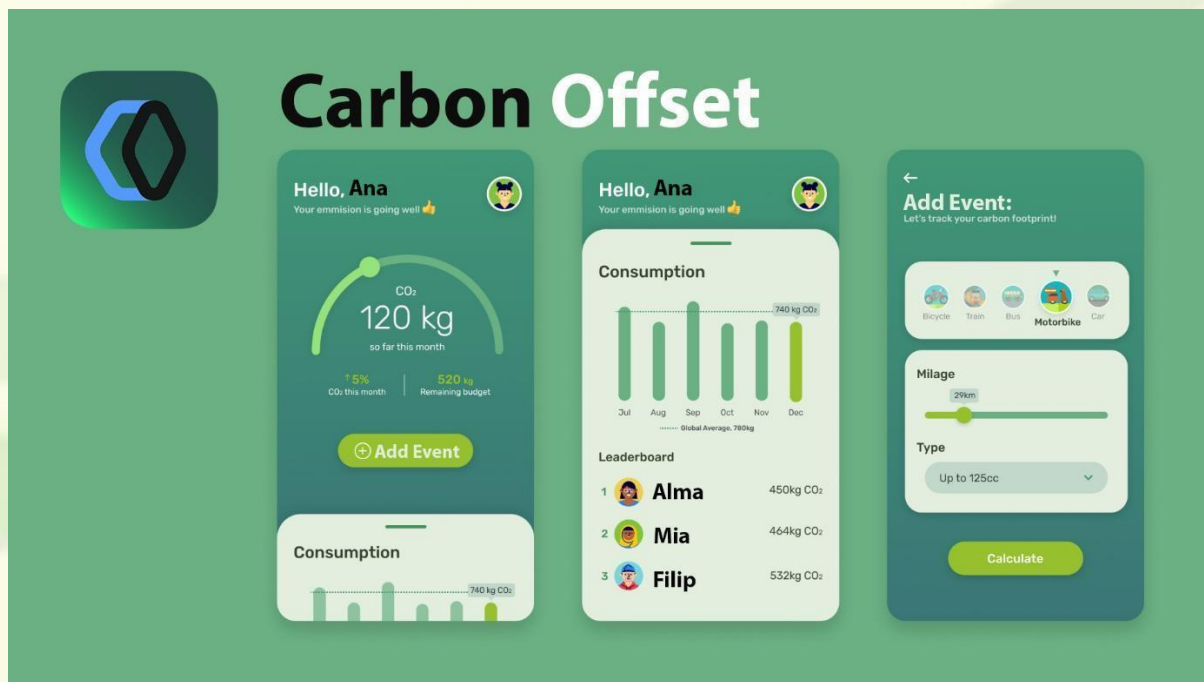 Carbon Offset
Hello, Ana
Your emmision is going well 👍
CO₂
120 kg
so far this month
↑5%
CO₂ this month
520 kg
Remaining budget
Add Event
Consumption
740 kg CO₂
Hello, Ana
Your emmision is going well 👍
Consumption
740 kg CO₂
Jul Aug Sep Oct Nov Dec
Global Average, 780kg
Leaderboard
1 Alma 450kg CO₂
2 Mia 464kg CO₂
3 Filip 532kg CO₂
←
Add Event:
Let's track your carbon footprint!
Bicycle Train Bus Motorbike Car
Milage
29km
Type
Up to 125cc
Calculate